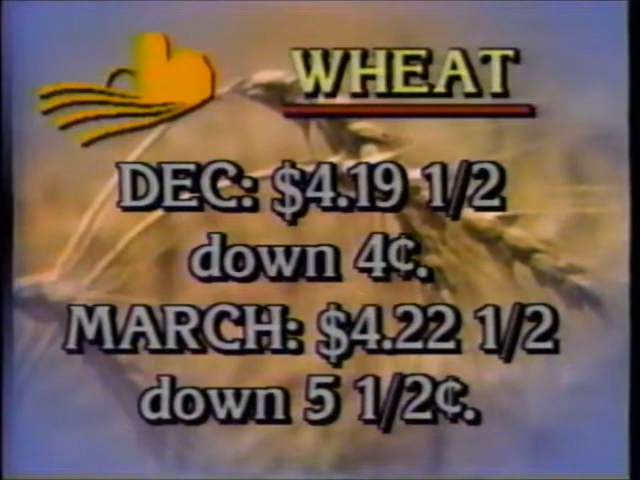 WHEAT
DEC: $4.19 1/2
down 4¢.
MARCH: $4.22 1/2
down 5 1/2¢.